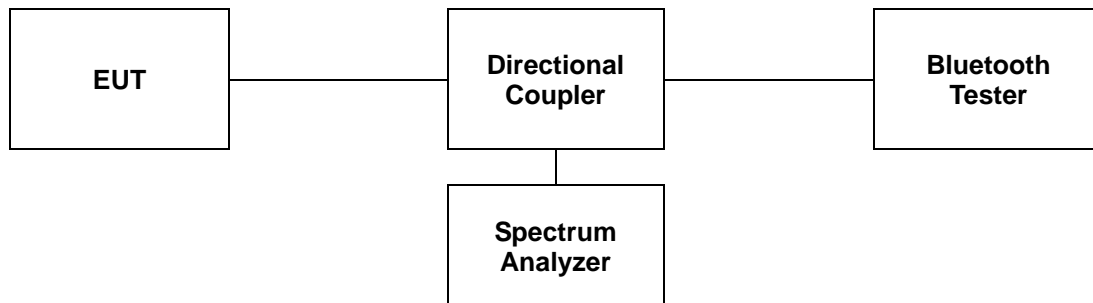 EUT
Directional
Coupler
Bluetooth
Tester
Spectrum
Analyzer